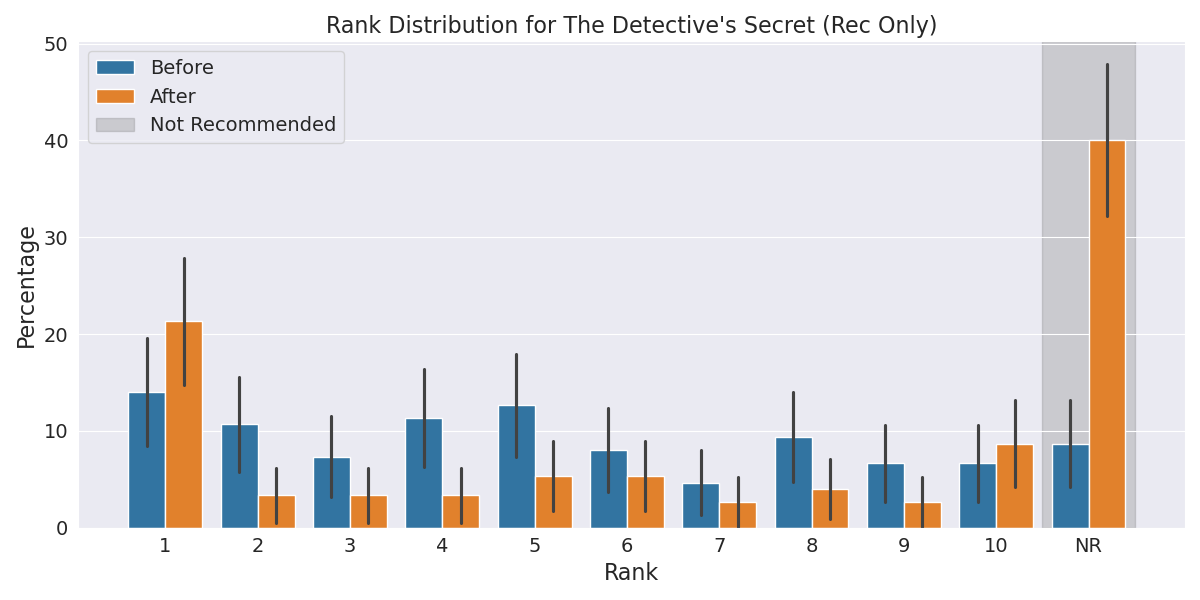 Rank Distribution for The Detective's Secret (Rec Only)
Before
After
Not Recommended
50
40
30
20
10
0
Percentage
1 2 3 4 5 6 7 8 9 10 NR
Rank